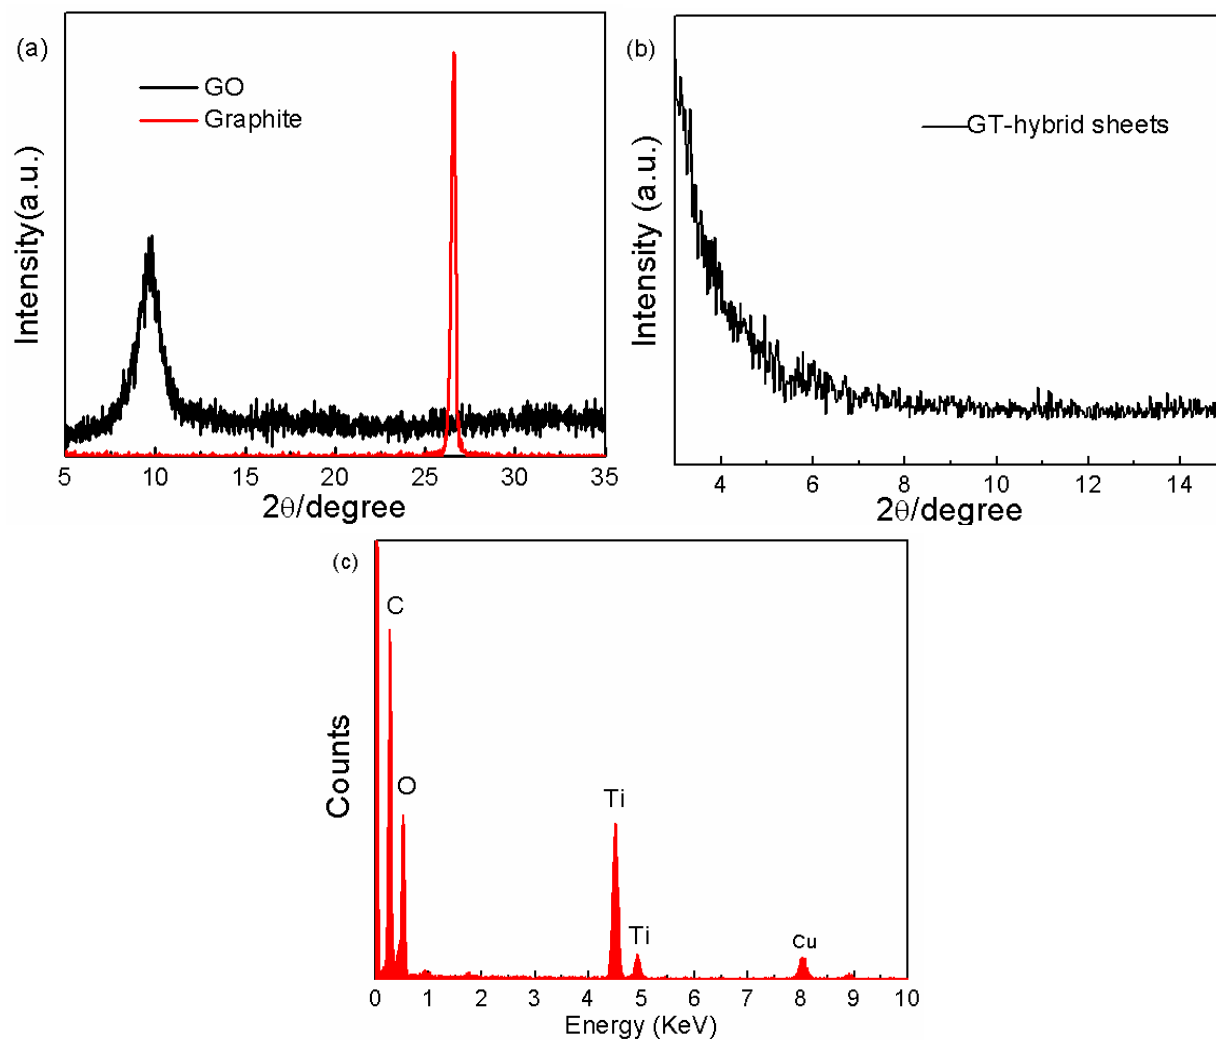 (a)
GO
Graphite
Intensity(a.u.)
5 10 15 20 25 30 35
2θ/degree
(b)
GT-hybrid sheets
Intensity (a.u.)
4 6 8 10 12 14
2θ/degree
(c)
C
O
Ti
Ti
Cu
Counts
0 1 2 3 4 5 6 7 8 9 10
Energy (KeV)